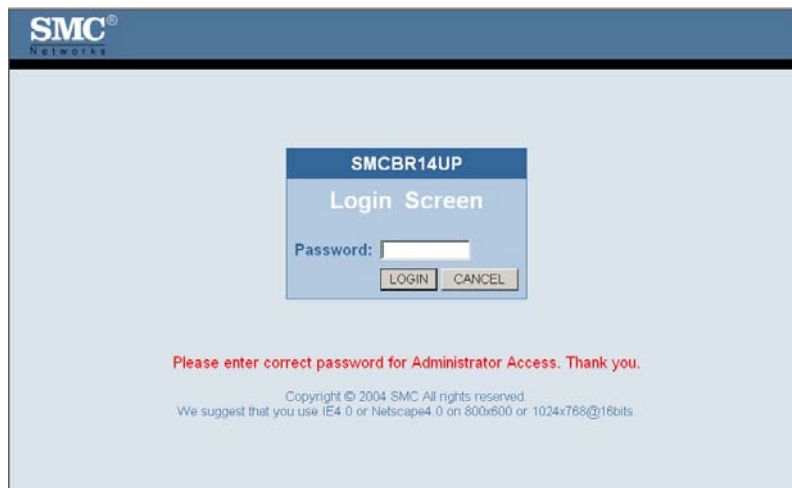 SMC®
Networks
SMCBR14UP
Login Screen
Password:
LOGIN CANCEL
Please enter correct password for Administrator Access. Thank you.
Copyright © 2004 SMC All rights reserved.
We suggest that you use IE4.0 or Netscape4.0 on 800x600 or 1024x768@16bits.